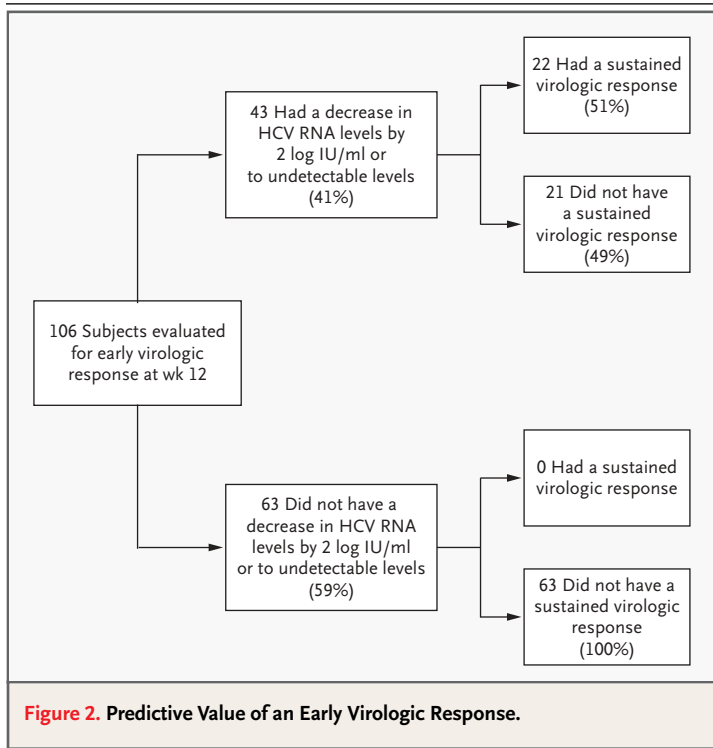 22 Had a sustained
virologic response
(51%)
43 Had a decrease in
HCV RNA levels by
2 log IU/ml or
to undetectable levels
(41%)
21 Did not have
a sustained
virologic response
(49%)
106 Subjects evaluated
for early virologic
response at wk 12
0 Had a sustained
virologic response
63 Did not have a
decrease in HCV RNA
levels by 2 log IU/ml
or to undetectable levels
(59%)
63 Did not have a
sustained virologic
response
(100%)
Figure 2. Predictive Value of an Early Virologic Response.